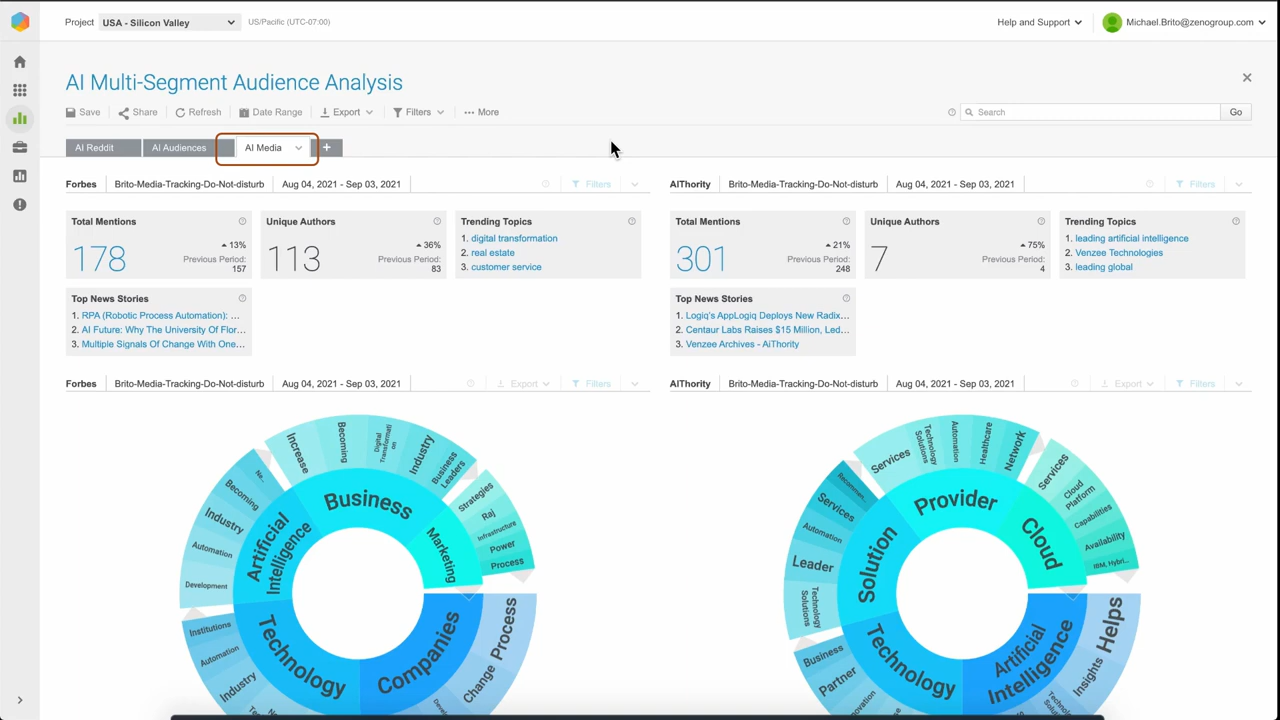 Project USA - Silicon Valley US/Pacific (UTC-07:00) Help and Support Michael.Brito@zenogroup.com
AI Multi-Segment Audience Analysis
Save Share Refresh Date Range Export Filters ••• More Search Go
AI Reddit AI Audiences AI Media +
Forbes Brito-Media-Tracking-Do-Not-disturb Aug 04, 2021 - Sep 03, 2021 Filters
Total Mentions
178
13%
Previous Period:
157
Unique Authors
113
36%
Previous Period:
83
Trending Topics
1. digital transformation
2. real estate
3. customer service
Top News Stories
1. RPA (Robotic Process Automation): ...
2. AI Future: Why The University Of Flor...
3. Multiple Signals Of Change With One...
AIThority Brito-Media-Tracking-Do-Not-disturb Aug 04, 2021 - Sep 03, 2021 Filters
Total Mentions
301
21%
Previous Period:
248
Unique Authors
7
75%
Previous Period:
4
Trending Topics
1. leading artificial intelligence
2. Venzee Technologies
3. leading global
Top News Stories
1. Logiq's AppLogiq Deploys New Radix...
2. Centaur Labs Raises $15 Million, Led...
3. Venzee Archives - AiThority
Forbes Brito-Media-Tracking-Do-Not-disturb Aug 04, 2021 - Sep 03, 2021 Export Filters
Business
Increase
Becoming
Digital
Transformati
on
Industry
Business
Leaders
Marketing
Strategies
Raj
Infrastructure
Power
Process
Artificial
Intelligence
Ne...
Becoming
Industry
Automation
Development
Technology
Institutions
Automation
Industry
Companies
Process
Change
AIThority Brito-Media-Tracking-Do-Not-disturb Aug 04, 2021 - Sep 03, 2021 Export Filters
Provider
Services
Technology
Solutions
Automation
Healthcare
Network
Cloud
Services
Cloud
Platform
Capabilities
Availability
IBM, Hybri...
Solution
Recommen...
Services
Automation
Leader
Technology
Solutions
Technology
Business
Partner
Artificial
Intelligence
Helps
Insights